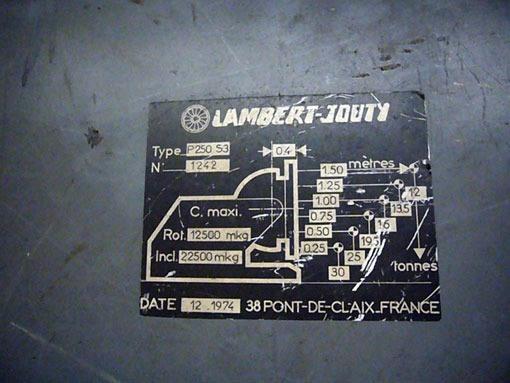 LAMBERT-JOUTY
Type P250 S3
N° 1242
0.4
mètres
1.50
1.25
1.00
0.75
0.50
0.25
12
13.5
16
19.5
25
30
tonnes
C. maxi.
Rot. 12500 mkg
Incl. 22500 mkg
DATE 12.1974 38 PONT-DE-CLAIX_FRANCE